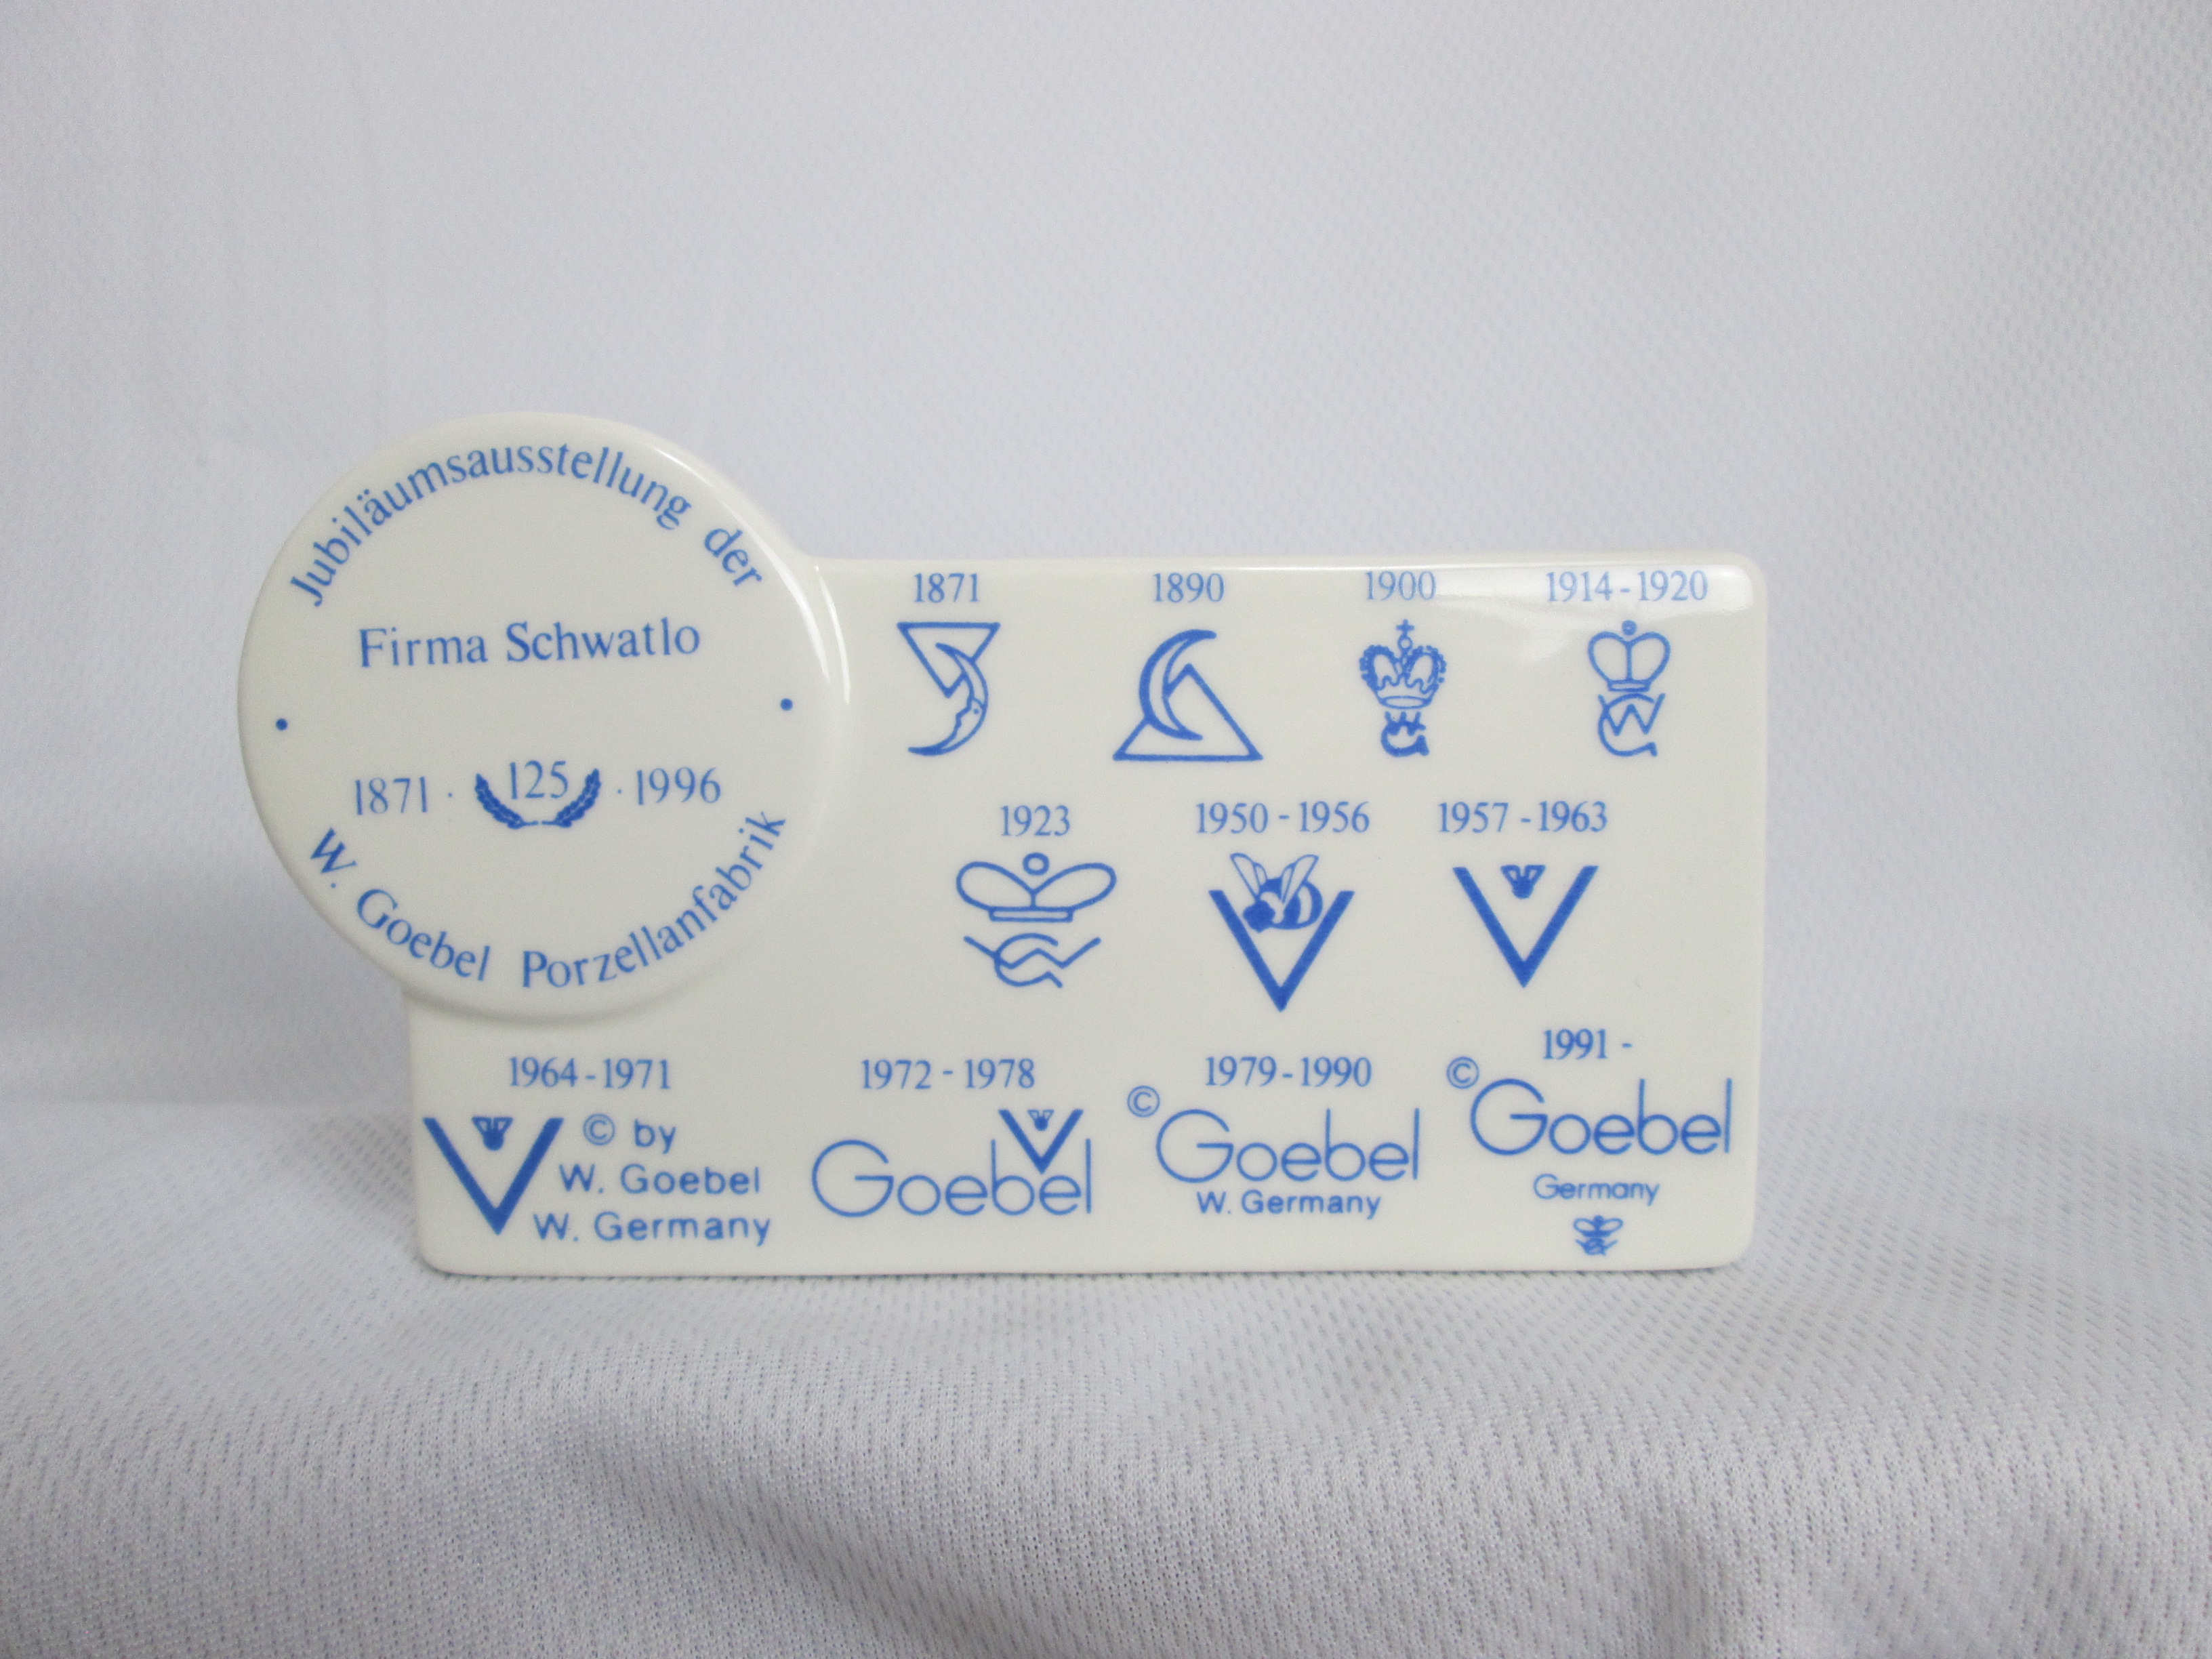 Jubiläumsausstellung der
Firma Schwatlo
1871 · 125 · 1996
W. Goebel Porzellanfabrik
1871 1890 1900 1914-1920
1923 1950-1956 1957-1963
1964-1971 1972-1978 1979-1990 1991-
© by
W. Goebel
W. Germany
Goebel
© Goebel
W. Germany
© Goebel
Germany